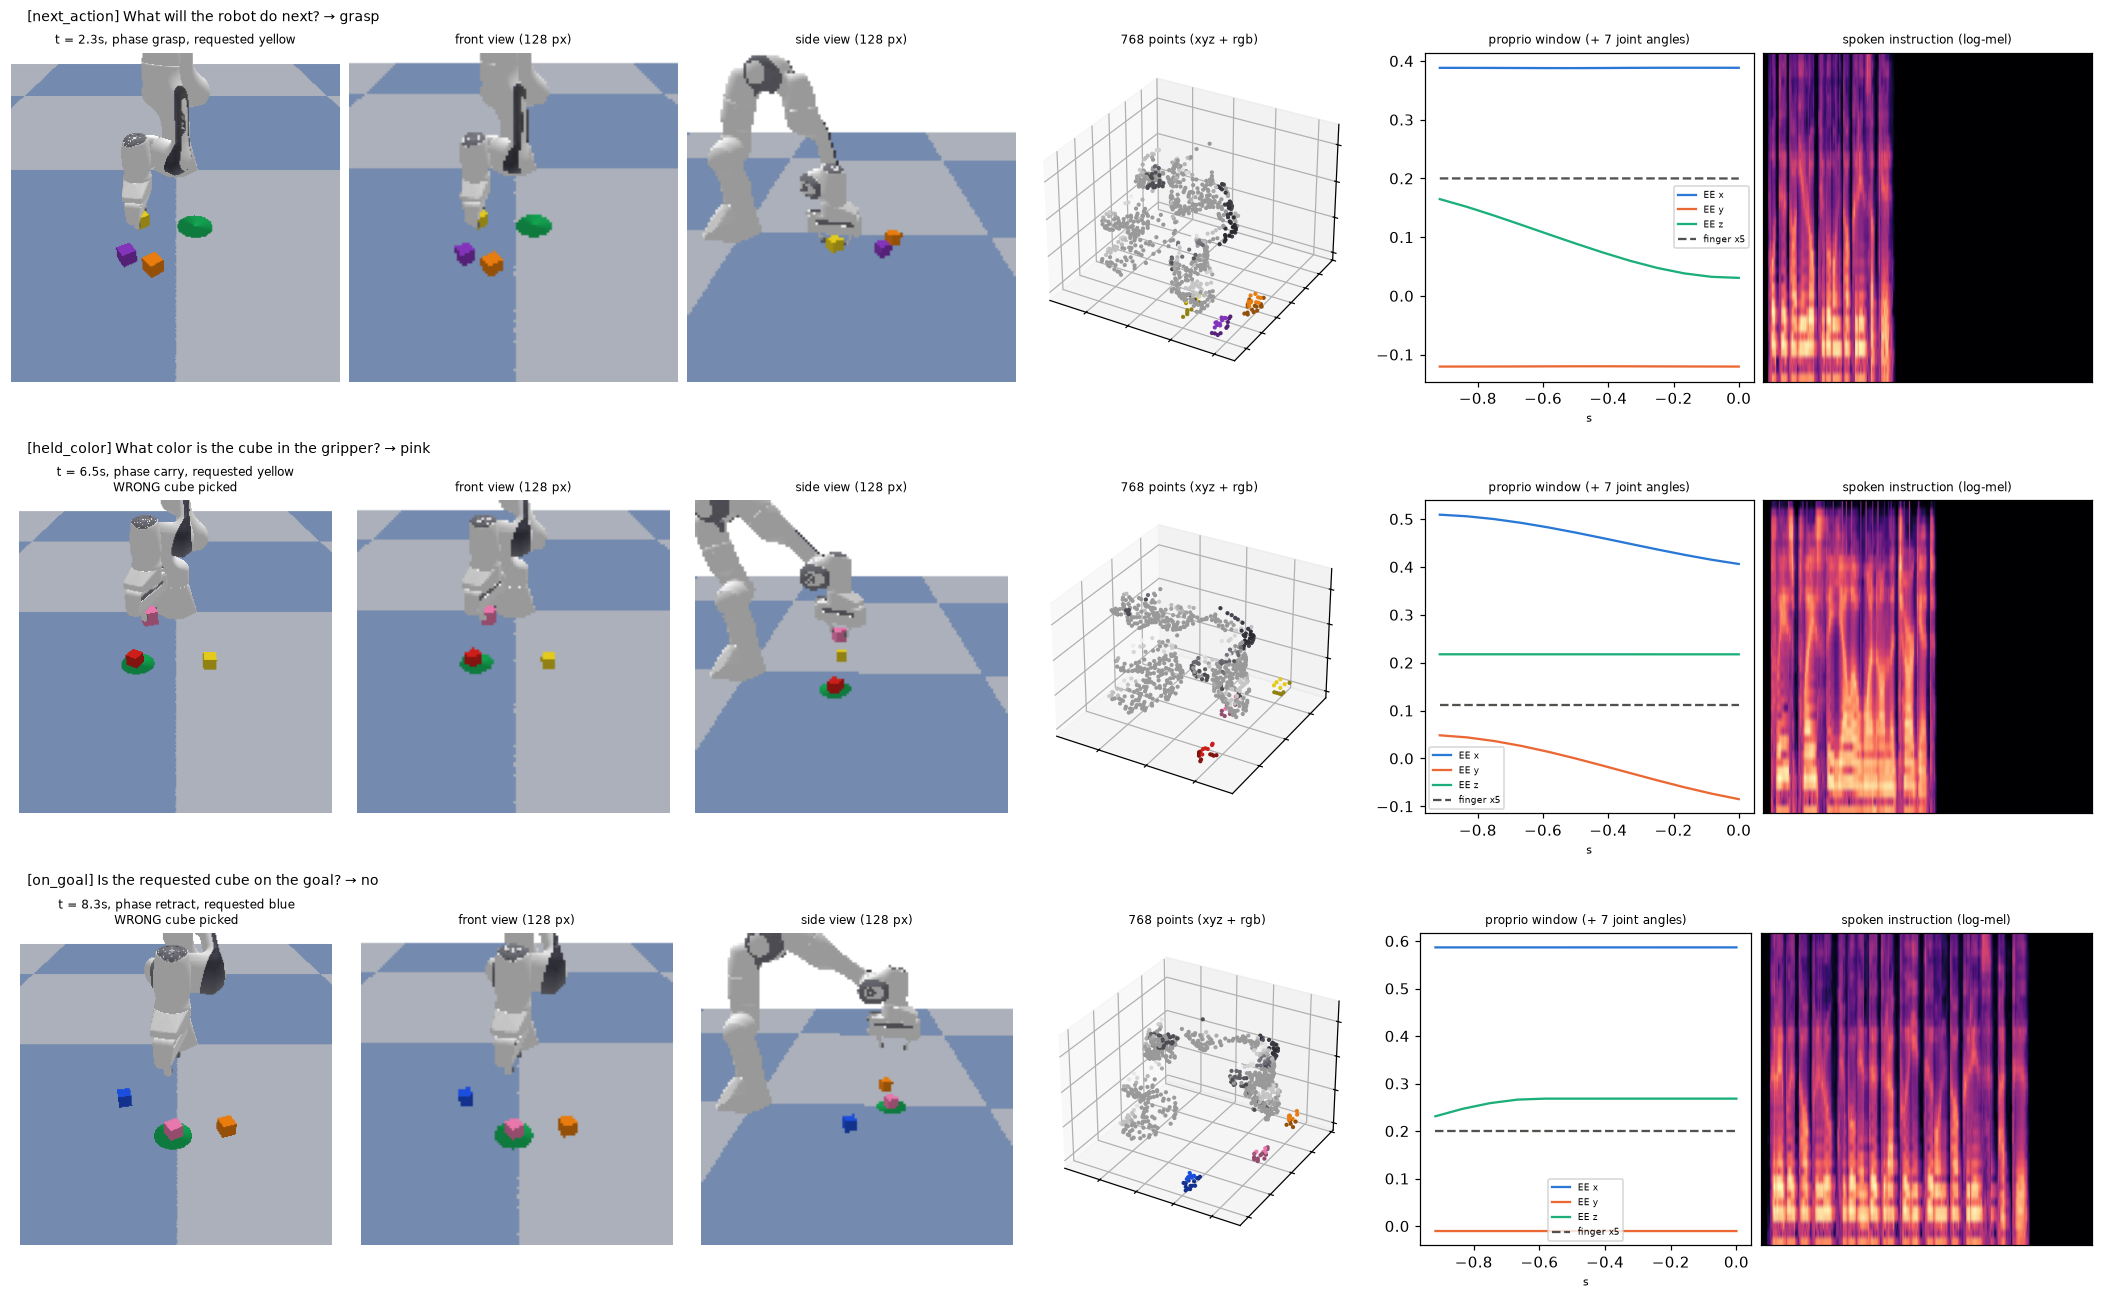 [next_action] What will the robot do next? → grasp
t = 2.3s, phase grasp, requested yellow
front view (128 px)
side view (128 px)
768 points (xyz + rgb)
proprio window (+ 7 joint angles)
spoken instruction (log-mel)
0.4
0.3
0.2
0.1
0.0
−0.1
EE x
EE y
EE z
finger x5
−0.8
−0.6
−0.4
−0.2
0.0
s
[held_color] What color is the cube in the gripper? → pink
t = 6.5s, phase carry, requested yellow
WRONG cube picked
front view (128 px)
side view (128 px)
768 points (xyz + rgb)
proprio window (+ 7 joint angles)
spoken instruction (log-mel)
0.5
0.4
0.3
0.2
0.1
0.0
−0.1
EE x
EE y
EE z
finger x5
−0.8
−0.6
−0.4
−0.2
0.0
s
[on_goal] Is the requested cube on the goal? → no
t = 8.3s, phase retract, requested blue
WRONG cube picked
front view (128 px)
side view (128 px)
768 points (xyz + rgb)
proprio window (+ 7 joint angles)
spoken instruction (log-mel)
0.6
0.5
0.4
0.3
0.2
0.1
0.0
EE x
EE y
EE z
finger x5
−0.8
−0.6
−0.4
−0.2
0.0
s